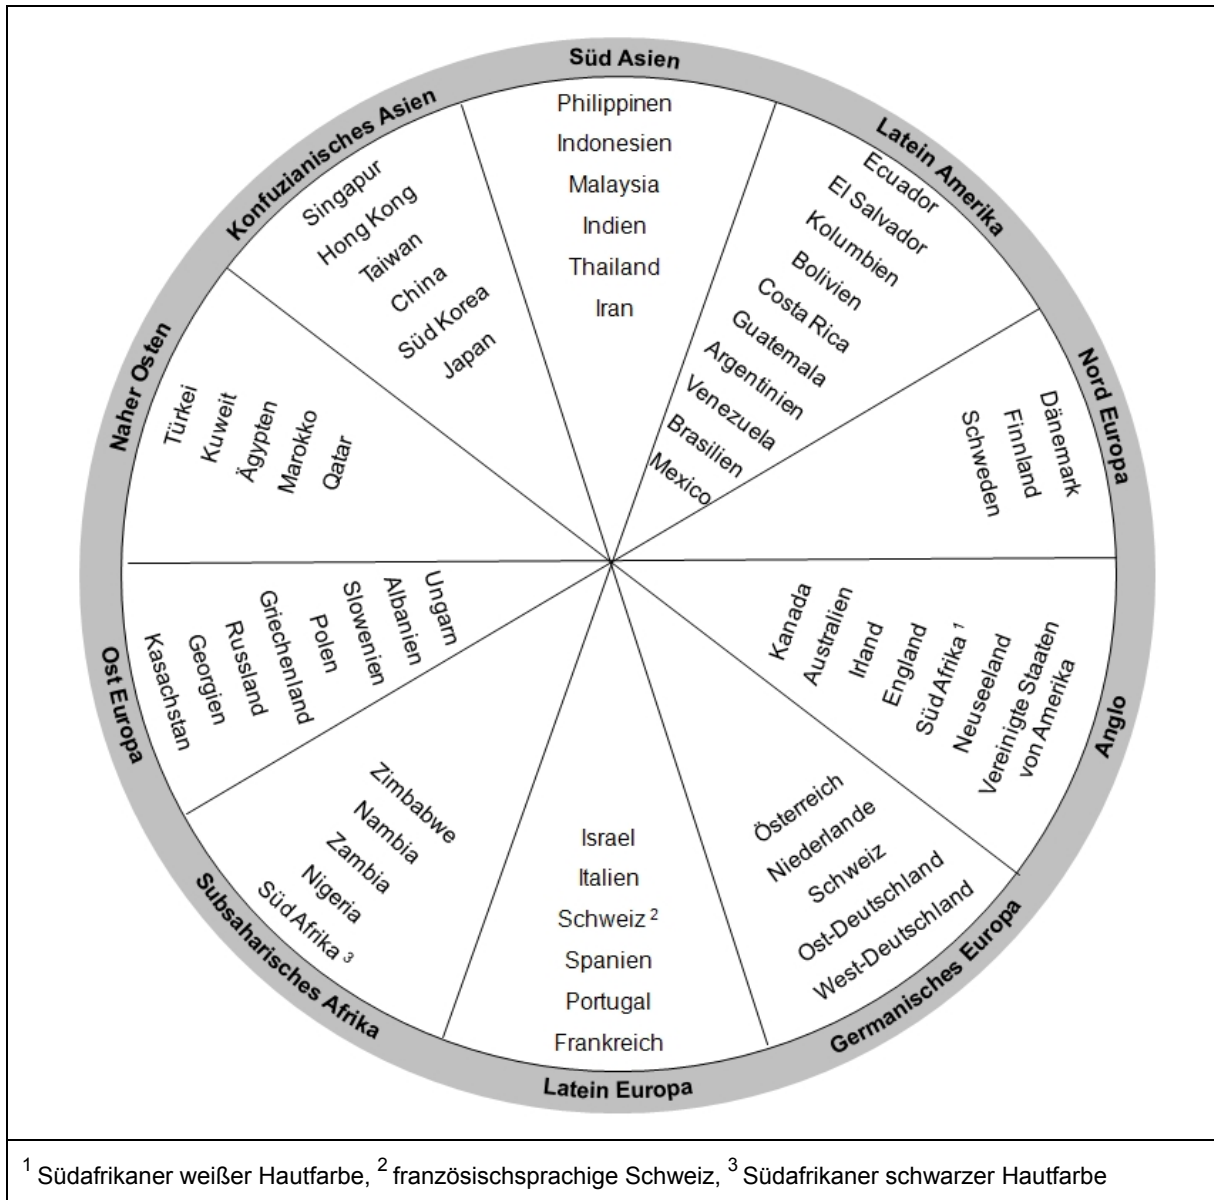 Süd Asien
Philippinen
Indonesien
Malaysia
Indien
Thailand
Iran
Latein Amerika
Ecuador
El Salvador
Kolumbien
Bolivien
Costa Rica
Guatemala
Argentinien
Venezuela
Brasilien
Mexico
Nord Europa
Dänemark
Finnland
Schweden
Anglo
Kanada
Australien
Irland
England
Süd Afrika 1
Neuseeland
Vereinigte Staaten
von Amerika
Germanisches Europa
Österreich
Niederlande
Schweiz
Ost-Deutschland
West-Deutschland
Latein Europa
Israel
Italien
Schweiz 2
Spanien
Portugal
Frankreich
Subsaharisches Afrika
Zimbabwe
Nambia
Zambia
Nigeria
Süd Afrika 3
Ost Europa
Kasachstan
Georgien
Russland
Griechenland
Polen
Slowenien
Albanien
Ungarn
Naher Osten
Türkei
Kuweit
Ägypten
Marokko
Qatar
Konfuzianisches Asien
Singapur
Hong Kong
Taiwan
China
Süd Korea
Japan
1 Südafrikaner weißer Hautfarbe, 2 französischsprachige Schweiz, 3 Südafrikaner schwarzer Hautfarbe